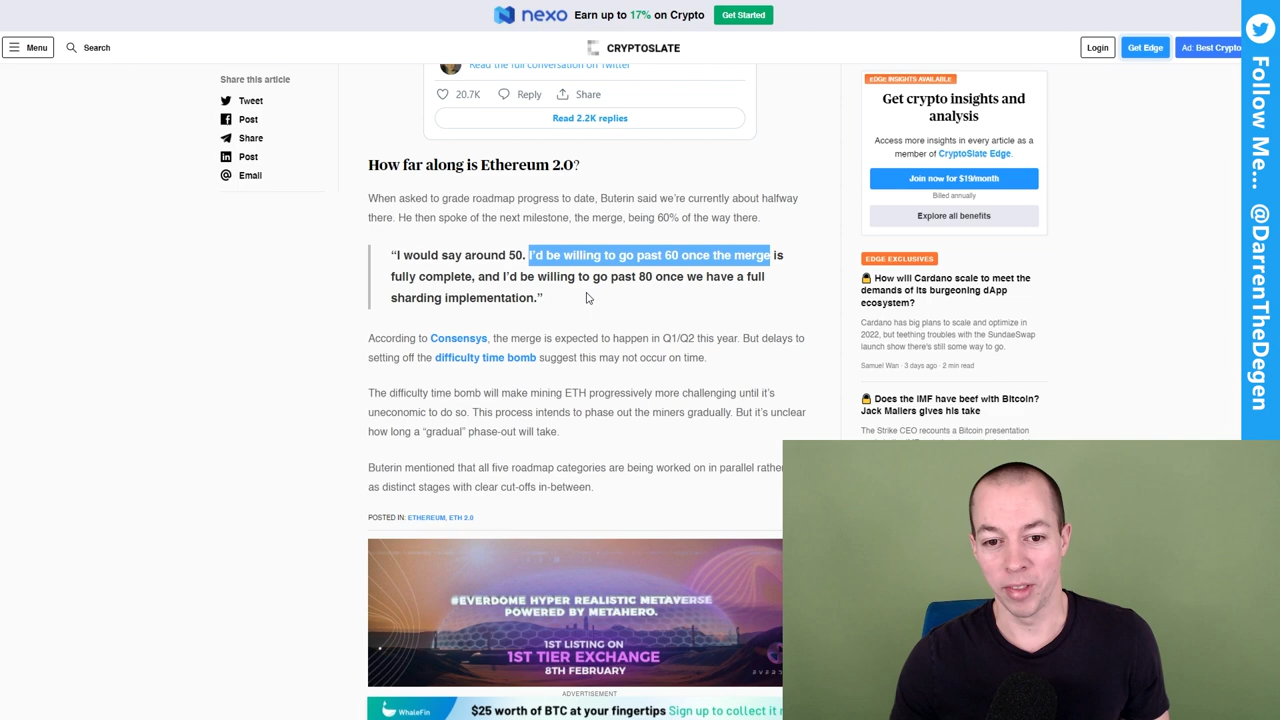 nexo Earn up to 17% on Crypto Get Started
Menu Search CRYPTOSLATE Login Get Edge Ad: Best Crypto
Share this article
Tweet
Post
Share
Post
Email
Read the full conversation on Twitter
20.7K Reply Share
Read 2.2K replies
How far along is Ethereum 2.0?
When asked to grade roadmap progress to date, Buterin said we're currently about halfway
there. He then spoke of the next milestone, the merge, being 60% of the way there.
“I would say around 50. I'd be willing to go past 60 once the merge is
fully complete, and I'd be willing to go past 80 once we have a full
sharding implementation.”
According to Consensys, the merge is expected to happen in Q1/Q2 this year. But delays to
setting off the difficulty time bomb suggest this may not occur on time.
The difficulty time bomb will make mining ETH progressively more challenging until it's
uneconomic to do so. This process intends to phase out the miners gradually. But it's unclear
how long a “gradual” phase-out will take.
Buterin mentioned that all five roadmap categories are being worked on in parallel rather
as distinct stages with clear cut-offs in-between.
POSTED IN: ETHEREUM, ETH 2.0
#EVERDOME HYPER REALISTIC METAVERSE
POWERED BY METAHERO.
1ST LISTING ON
1ST TIER EXCHANGE
8TH FEBRUARY
ADVERTISEMENT
WhaleFin $25 worth of BTC at your fingertips Sign up to collect it
EDGE INSIGHTS AVAILABLE
Get crypto insights and
analysis
Access more insights in every article as a
member of CryptoSlate Edge.
Join now for $19/month
Billed annually
Explore all benefits
EDGE EXCLUSIVES
How will Cardano scale to meet the
demands of its burgeoning dApp
ecosystem?
Cardano has big plans to scale and optimize in
2022, but teething troubles with the SundaeSwap
launch show there's still some way to go.
Samuel Wan · 3 days ago · 2 min read
Does the IMF have beef with Bitcoin?
Jack Mallers gives his take
The Strike CEO recounts a Bitcoin presentation
Follow Me... @DarrenTheDegen